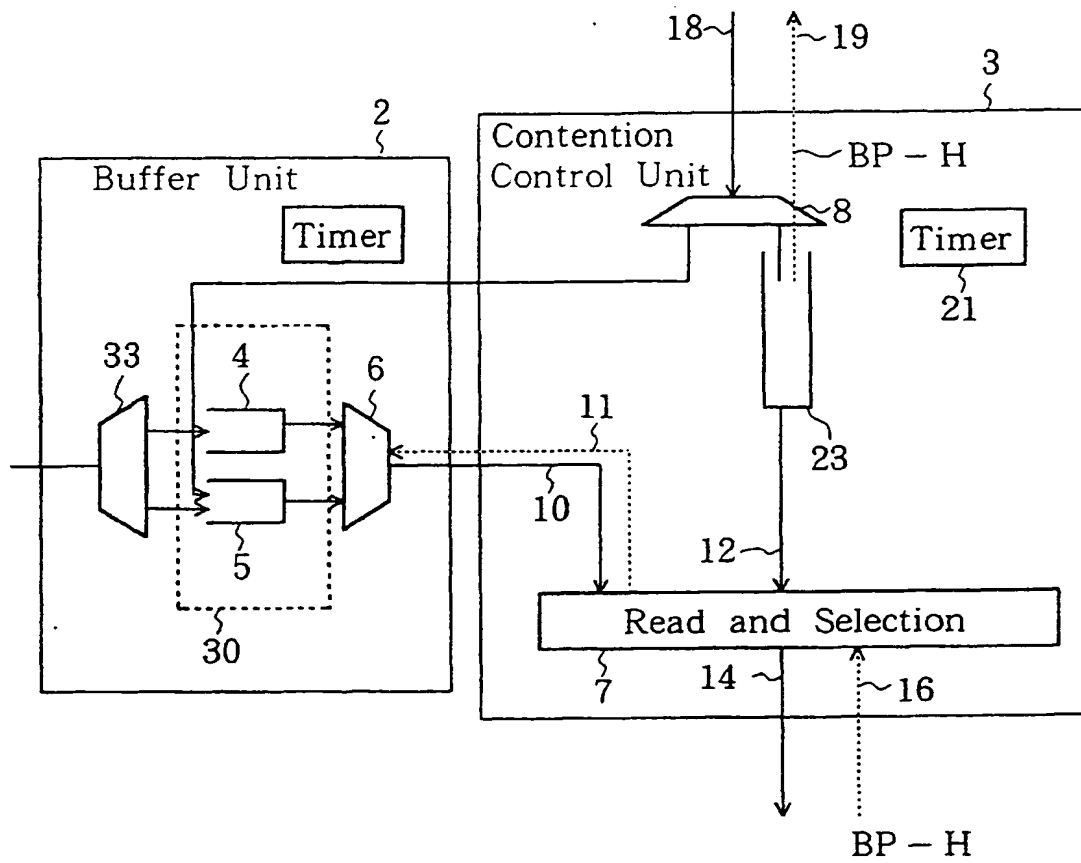 18
19
3
2
Contention
Control Unit
BP - H
Buffer Unit
8
Timer
Timer
21
33
4
6
11
23
10
5
12
Read and Selection
30
7
14
16
BP - H